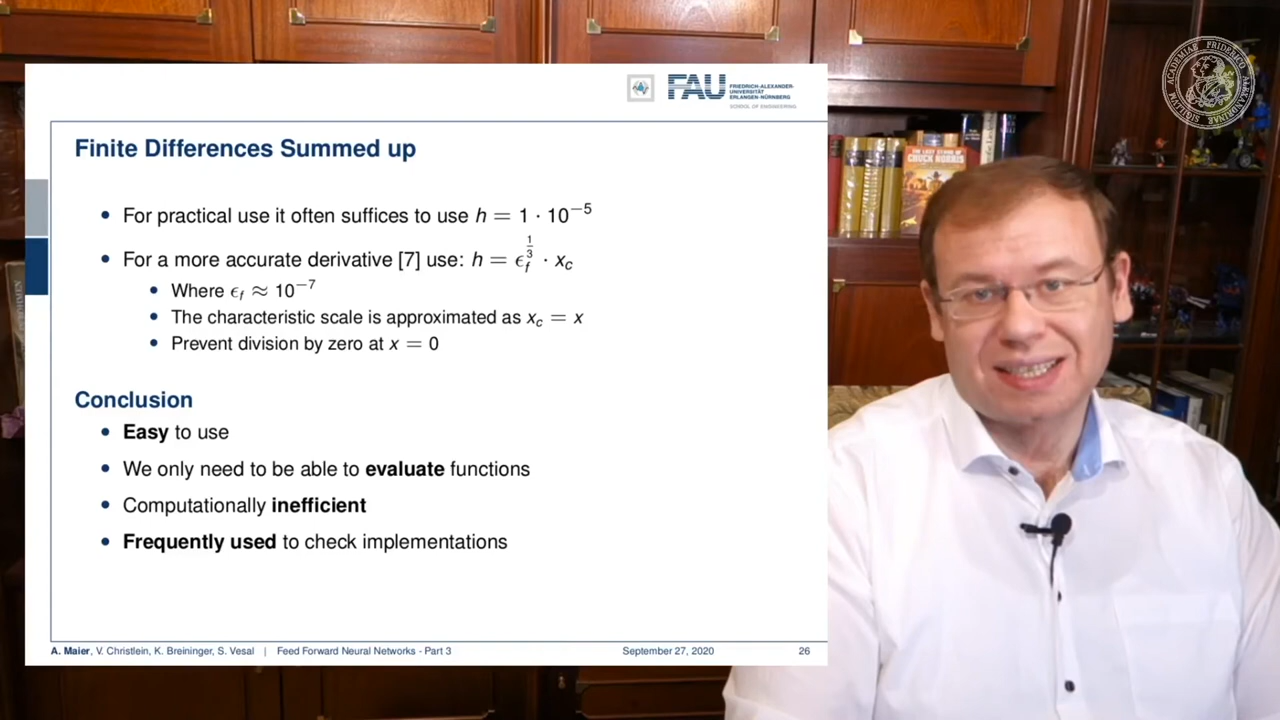 FAU
FRIEDRICH-ALEXANDER-
UNIVERSITÄT
ERLANGEN-NÜRNBERG
SCHOOL OF ENGINEERING
Finite Differences Summed up
• For practical use it often suffices to use h = 1 · 10⁻⁵
• For a more accurate derivative [7] use: h = ϵ_f^{1/3} · x_c
• Where ϵ_f ≈ 10⁻⁷
• The characteristic scale is approximated as x_c = x
• Prevent division by zero at x = 0
Conclusion
• Easy to use
• We only need to be able to evaluate functions
• Computationally inefficient
• Frequently used to check implementations
A. Maier, V. Christlein, K. Breininger, S. Vesal | Feed Forward Neural Networks - Part 3 September 27, 2020 26
CHUCK NORRIS